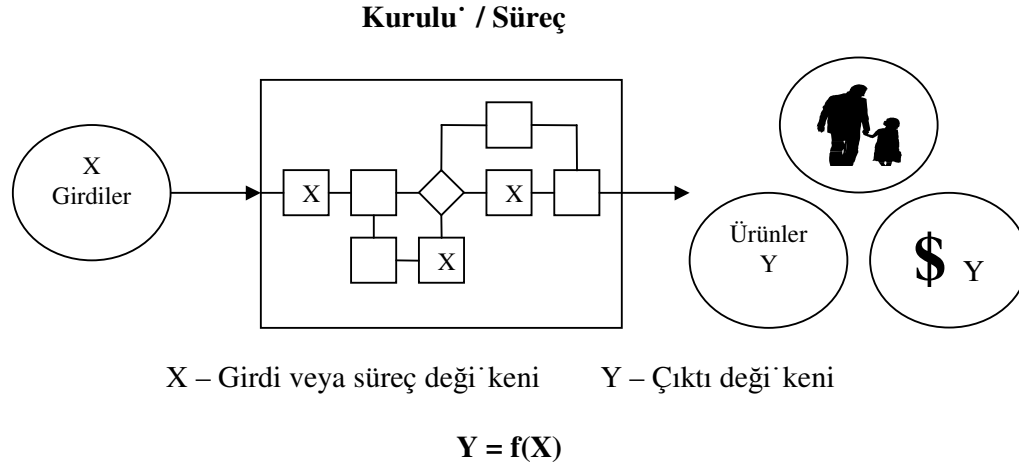 Kurulu˙ / Süreç
X
Girdiler
X
X
X
Ürünler
Y
$ Y
X – Girdi veya süreç deği˙keni Y – Çıktı deği˙keni
Y = f(X)